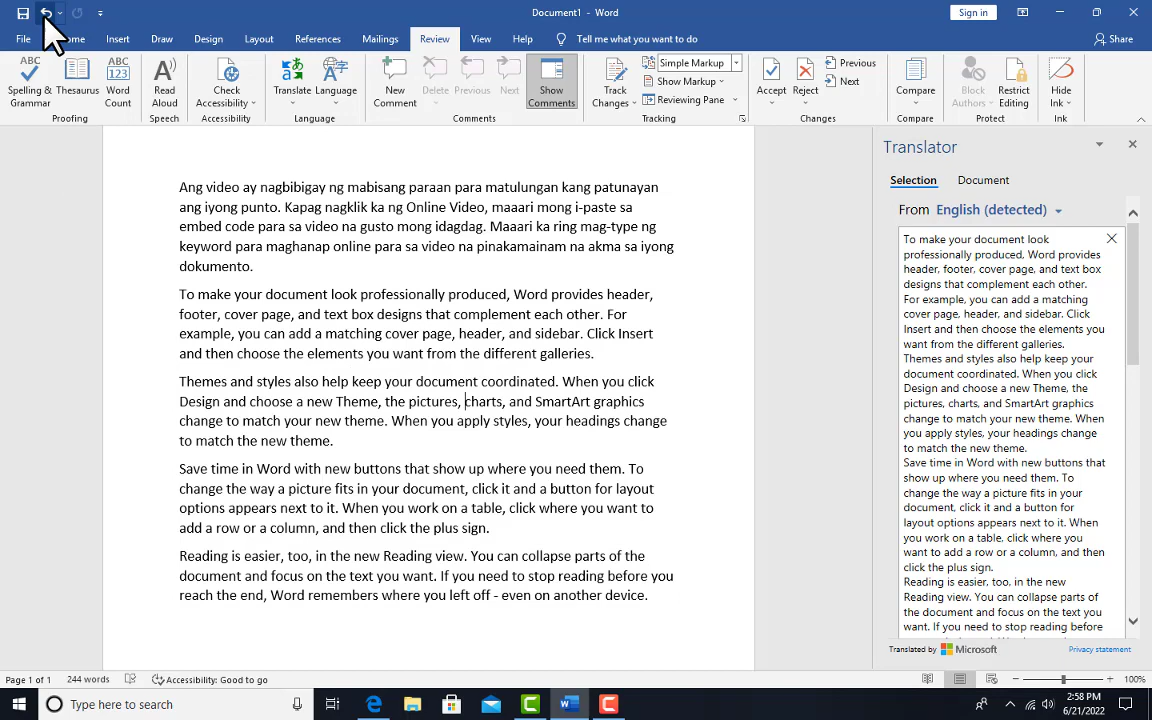 Document1 - Word
Sign in
File
Insert
Draw
Design
Layout
References
Mailings
Review
View
Help
Tell me what you want to do
Share
ABC
Spelling &
Grammar
Thesaurus
ABC
123
Word
Count
Proofing
Read
Aloud
Speech
Check
Accessibility
Accessibility
Translate
Language
Language
New
Comment
Delete
Previous
Next
Show
Comments
Comments
Track
Changes
Simple Markup
Show Markup
Reviewing Pane
Tracking
Accept
Reject
Previous
Next
Changes
Compare
Compare
Block
Authors
Restrict
Editing
Protect
Hide
Ink
Ink
Ang video ay nagbibigay ng mabisang paraan para matulungan kang patunayan
ang iyong punto. Kapag nagklik ka ng Online Video, maaari mong i-paste sa
embed code para sa video na gusto mong idagdag. Maaari ka ring mag-type ng
keyword para maghanap online para sa video na pinakamainam na akma sa iyong
dokumento.
To make your document look professionally produced, Word provides header,
footer, cover page, and text box designs that complement each other. For
example, you can add a matching cover page, header, and sidebar. Click Insert
and then choose the elements you want from the different galleries.
Themes and styles also help keep your document coordinated. When you click
Design and choose a new Theme, the pictures, charts, and SmartArt graphics
change to match your new theme. When you apply styles, your headings change
to match the new theme.
Save time in Word with new buttons that show up where you need them. To
change the way a picture fits in your document, click it and a button for layout
options appears next to it. When you work on a table, click where you want to
add a row or a column, and then click the plus sign.
Reading is easier, too, in the new Reading view. You can collapse parts of the
document and focus on the text you want. If you need to stop reading before you
reach the end, Word remembers where you left off - even on another device.
Translator
Selection
Document
From English (detected)
To make your document look
professionally produced, Word provides
header, footer, cover page, and text box
designs that complement each other.
For example, you can add a matching
cover page, header, and sidebar. Click
Insert and then choose the elements you
want from the different galleries.
Themes and styles also help keep your
document coordinated. When you click
Design and choose a new Theme, the
pictures, charts, and SmartArt graphics
change to match your new theme. When
you apply styles, your headings change
to match the new theme.
Save time in Word with new buttons that
show up where you need them. To
change the way a picture fits in your
document, click it and a button for
layout options appears next to it. When
you work on a table, click where you
want to add a row or a column, and then
click the plus sign.
Reading is easier, too, in the new
Reading view. You can collapse parts of
the document and focus on the text you
want. If you need to stop reading before
Translated by Microsoft
Privacy statement
Page 1 of 1
244 words
Accessibility: Good to go
100%
Type here to search
2:58 PM
6/21/2022